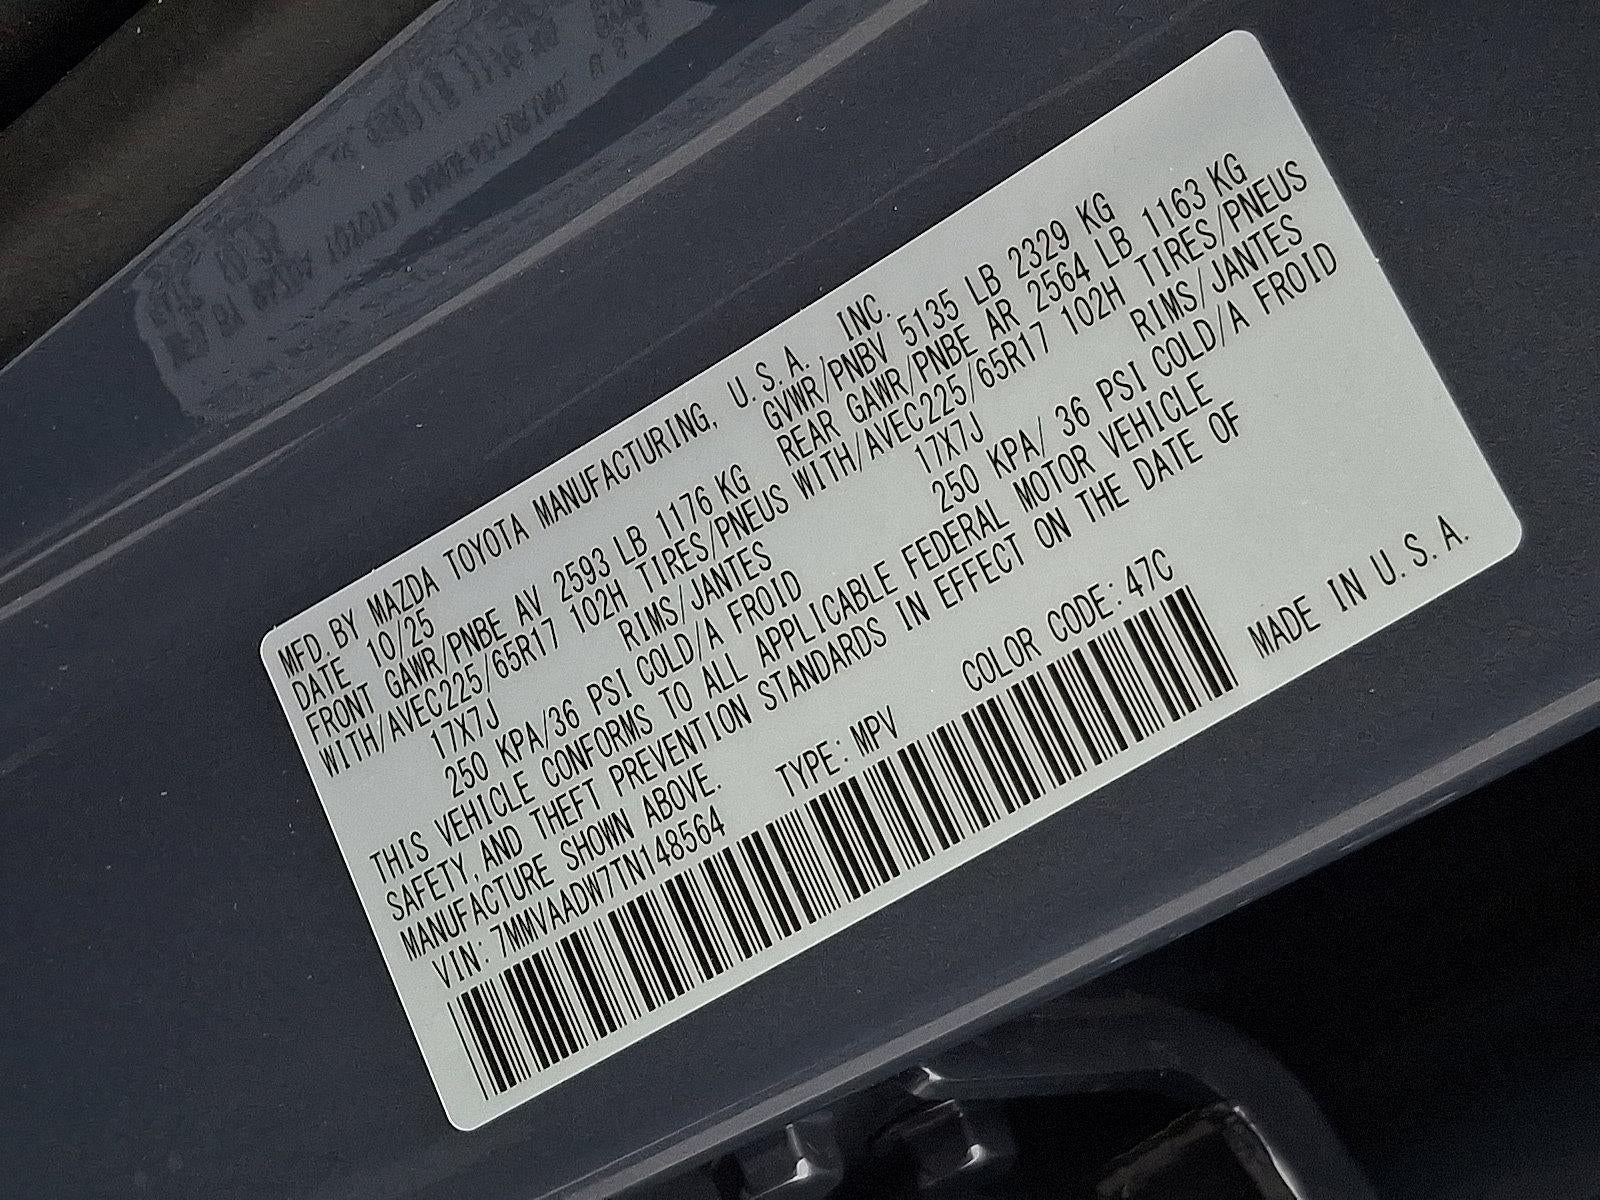 MFD. BY MAZDA TOYOTA MANUFACTURING, U.S.A. INC.
DATE 10/25 GVWR/PNBV 5135 LB 2329 KG
FRONT GAWR/PNBE AV 2593 LB 1176 KG REAR GAWR/PNBE AR 2564 LB 1163 KG
WITH/AVEC225/65R17 102H TIRES/PNEUS WITH/AVEC225/65R17 102H TIRES/PNEUS
17X7J RIMS/JANTES 17X7J RIMS/JANTES
250 KPA/36 PSI COLD/A FROID 250 KPA/ 36 PSI COLD/A FROID
THIS VEHICLE CONFORMS TO ALL APPLICABLE FEDERAL MOTOR VEHICLE
SAFETY, AND THEFT PREVENTION STANDARDS IN EFFECT ON THE DATE OF
MANUFACTURE SHOWN ABOVE.
VIN: 7MMVAADW7TN148564 TYPE: MPV COLOR CODE: 47C
MADE IN U.S.A.